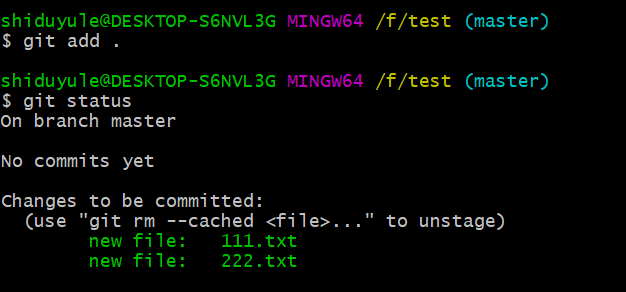 shiduyule@DESKTOP-S6NVL3G MINGW64 /f/test (master)
$ git add .
shiduyule@DESKTOP-S6NVL3G MINGW64 /f/test (master)
$ git status
On branch master
No commits yet
Changes to be committed:
(use "git rm --cached <file>..." to unstage)
new file: 111.txt
new file: 222.txt